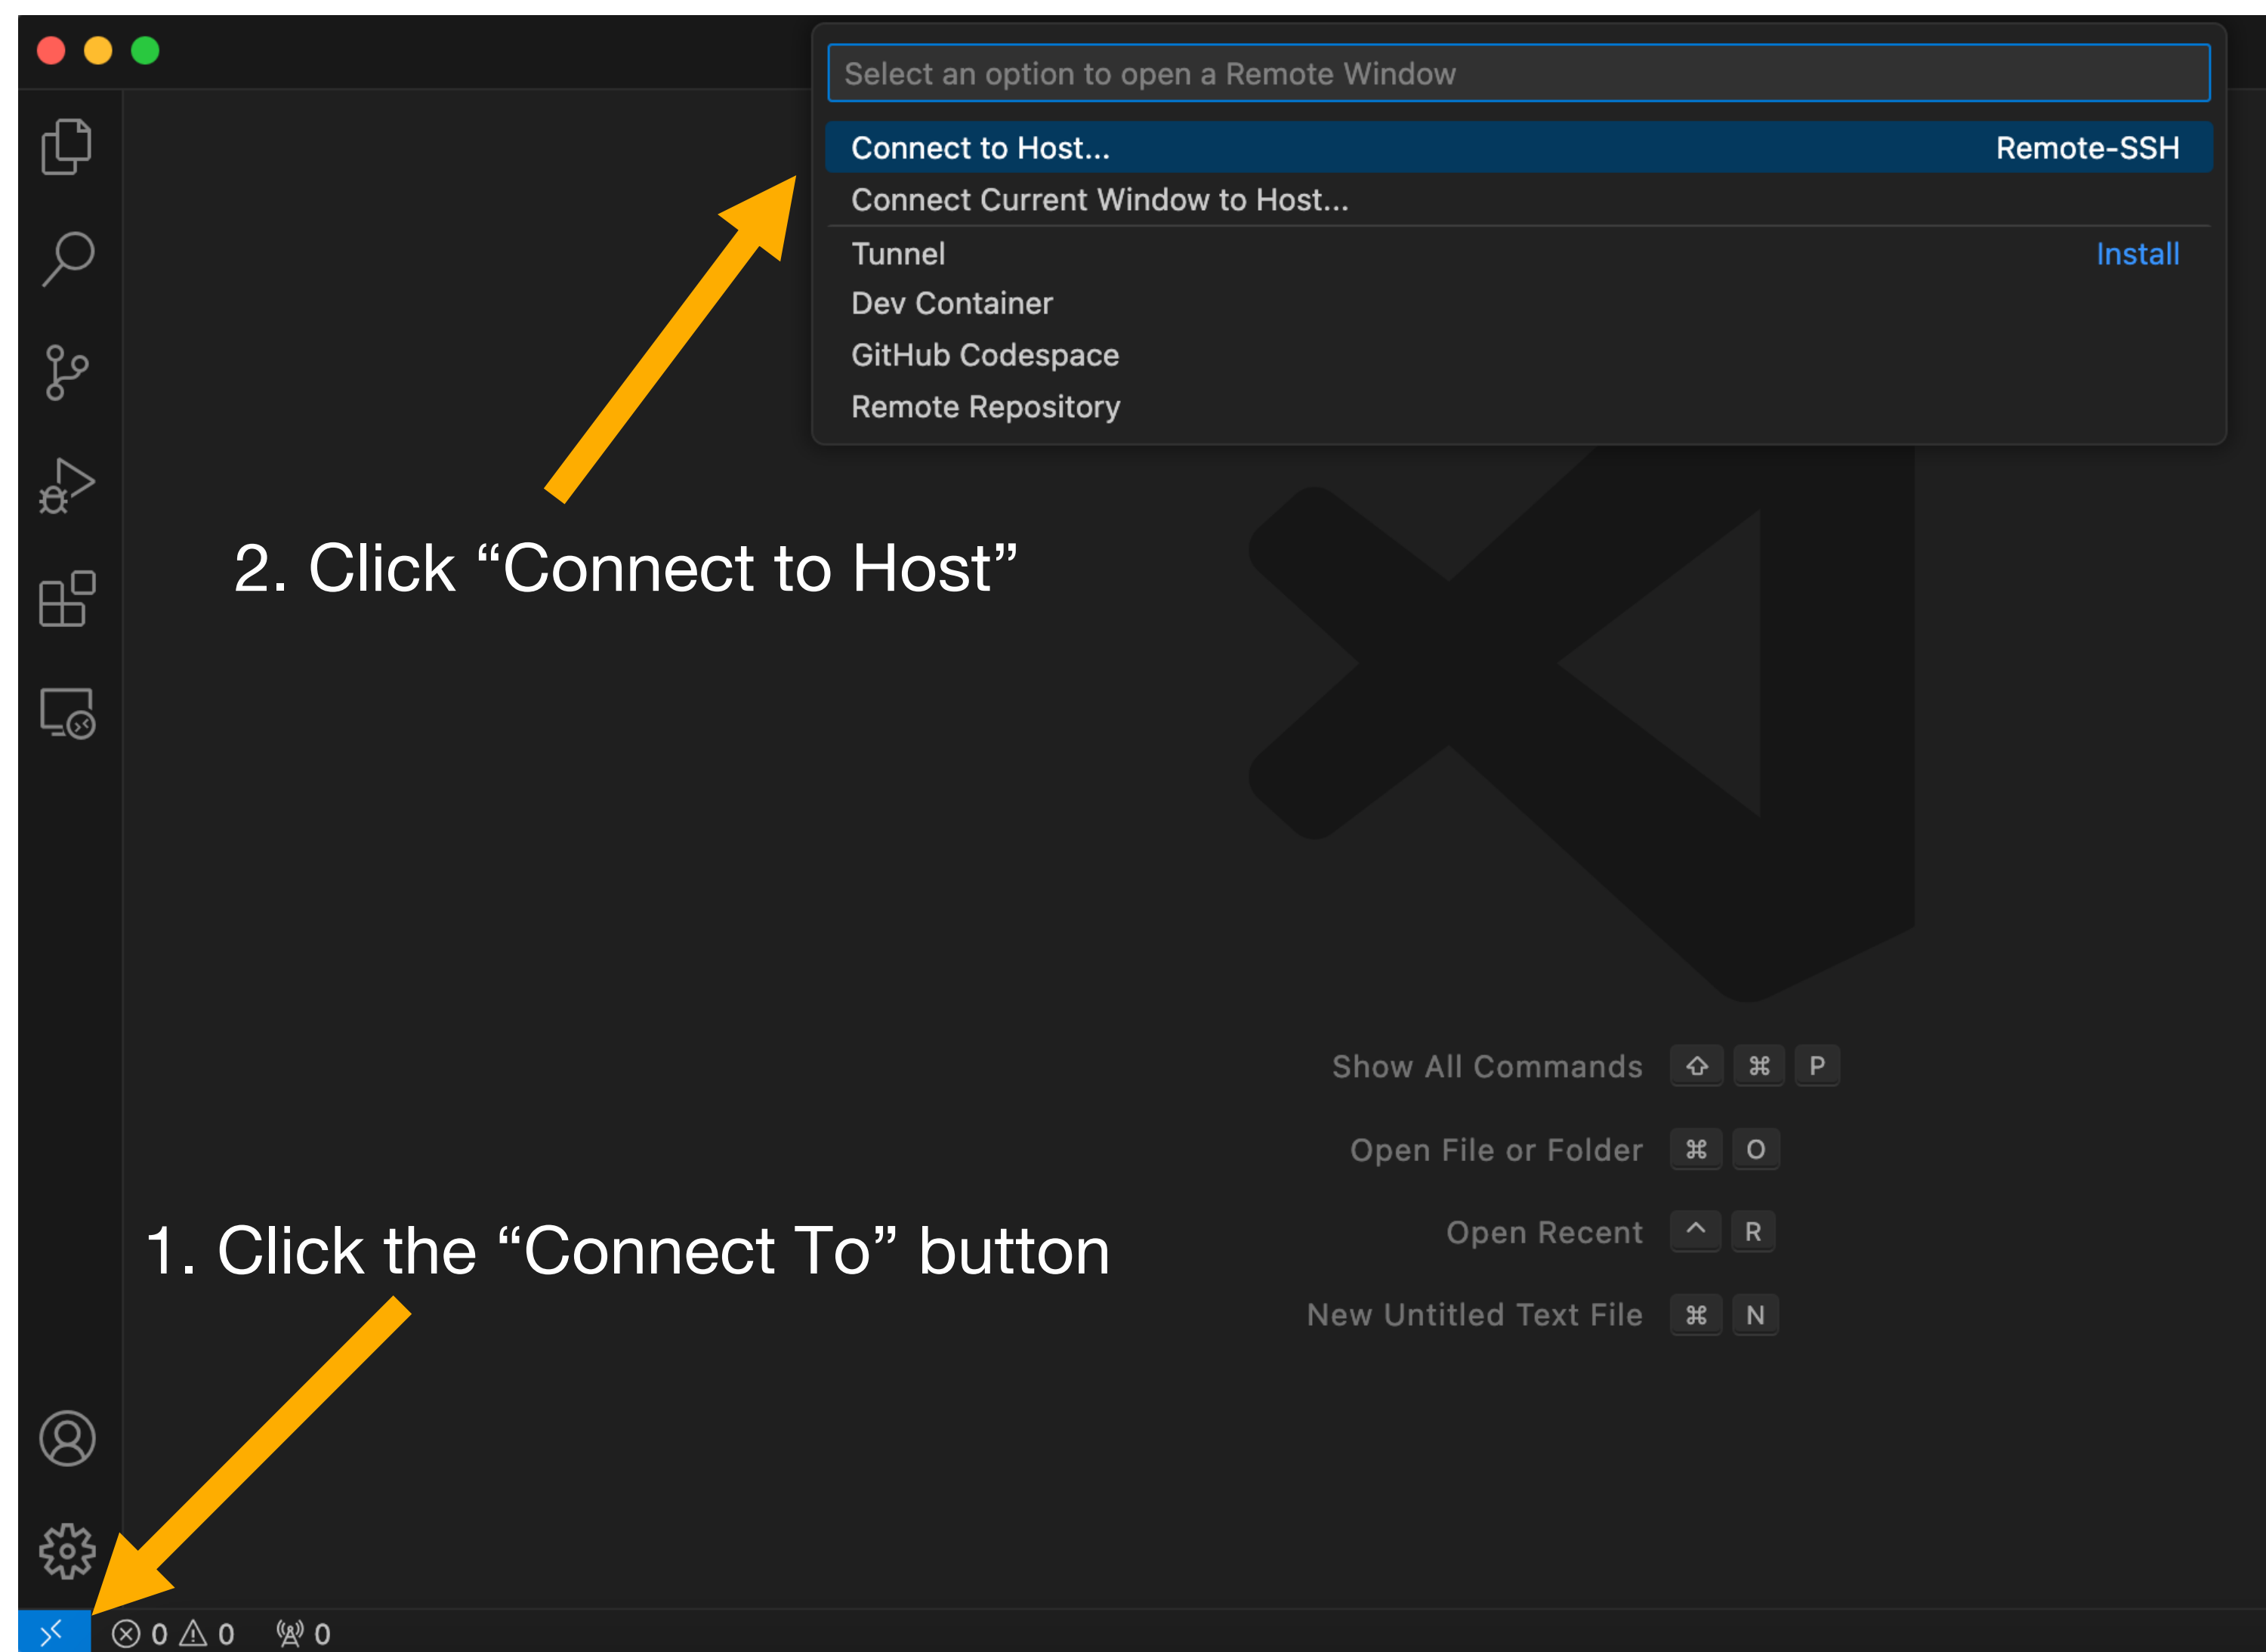 Select an option to open a Remote Window
Connect to Host... Remote-SSH
Connect Current Window to Host...
Tunnel Install
Dev Container
GitHub Codespace
Remote Repository
2. Click “Connect to Host”
Show All Commands ⇧ ⌘ P
Open File or Folder ⌘ O
Open Recent ^ R
New Untitled Text File ⌘ N
1. Click the “Connect To” button
0 0 0